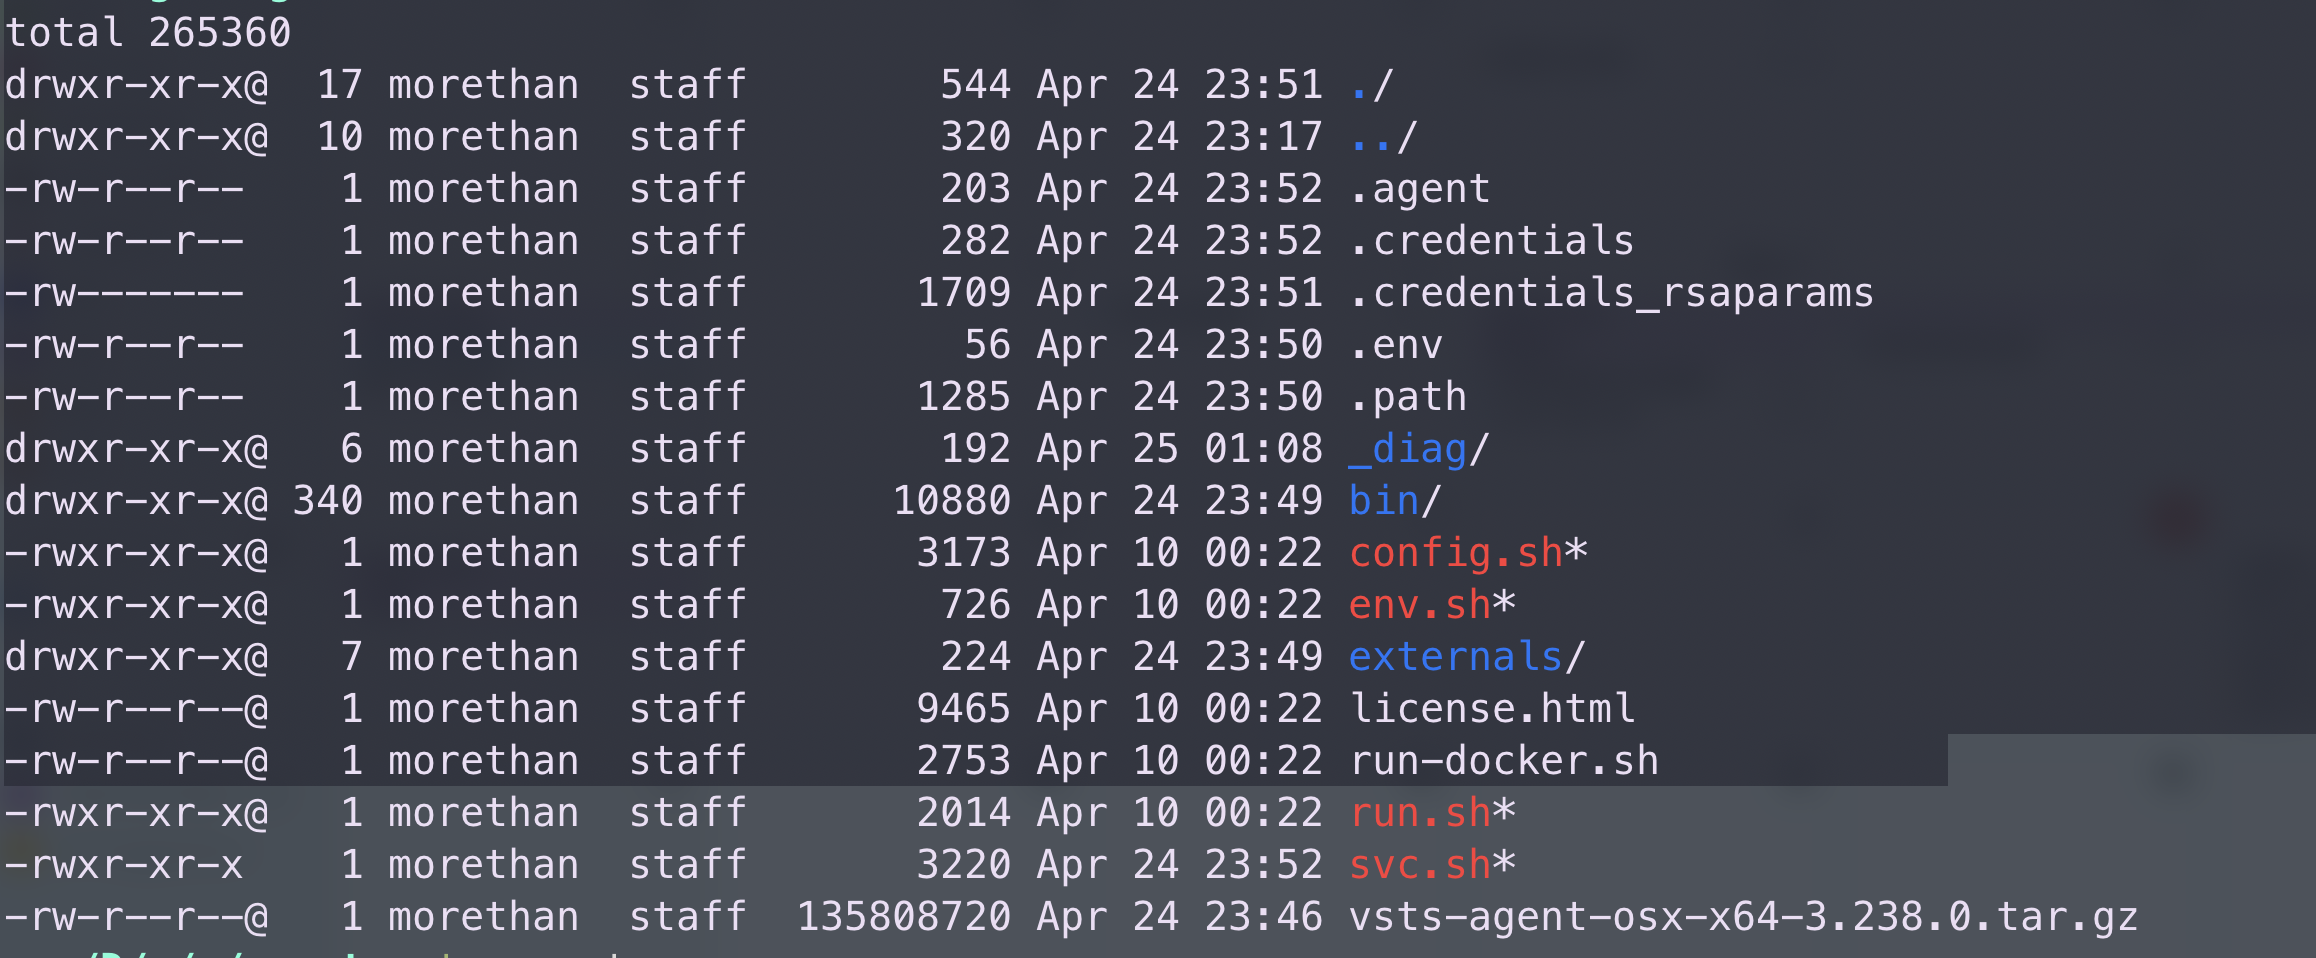 total 265360
drwxr-xr-x@  17 morethan  staff        544 Apr 24 23:51 ./
drwxr-xr-x@  10 morethan  staff        320 Apr 24 23:17 ../
-rw-r--r--    1 morethan  staff        203 Apr 24 23:52 .agent
-rw-r--r--    1 morethan  staff        282 Apr 24 23:52 .credentials
-rw-------    1 morethan  staff       1709 Apr 24 23:51 .credentials_rsaparams
-rw-r--r--    1 morethan  staff         56 Apr 24 23:50 .env
-rw-r--r--    1 morethan  staff       1285 Apr 24 23:50 .path
drwxr-xr-x@   6 morethan  staff        192 Apr 25 01:08 _diag/
drwxr-xr-x@ 340 morethan  staff      10880 Apr 24 23:49 bin/
-rwxr-xr-x@   1 morethan  staff       3173 Apr 10 00:22 config.sh*
-rwxr-xr-x@   1 morethan  staff        726 Apr 10 00:22 env.sh*
drwxr-xr-x@   7 morethan  staff        224 Apr 24 23:49 externals/
-rw-r--r--@   1 morethan  staff       9465 Apr 10 00:22 license.html
-rw-r--r--@   1 morethan  staff       2753 Apr 10 00:22 run-docker.sh
-rwxr-xr-x@   1 morethan  staff       2014 Apr 10 00:22 run.sh*
-rwxr-xr-x    1 morethan  staff       3220 Apr 24 23:52 svc.sh*
-rw-r--r--@   1 morethan  staff  135808720 Apr 24 23:46 vsts-agent-osx-x64-3.238.0.tar.gz